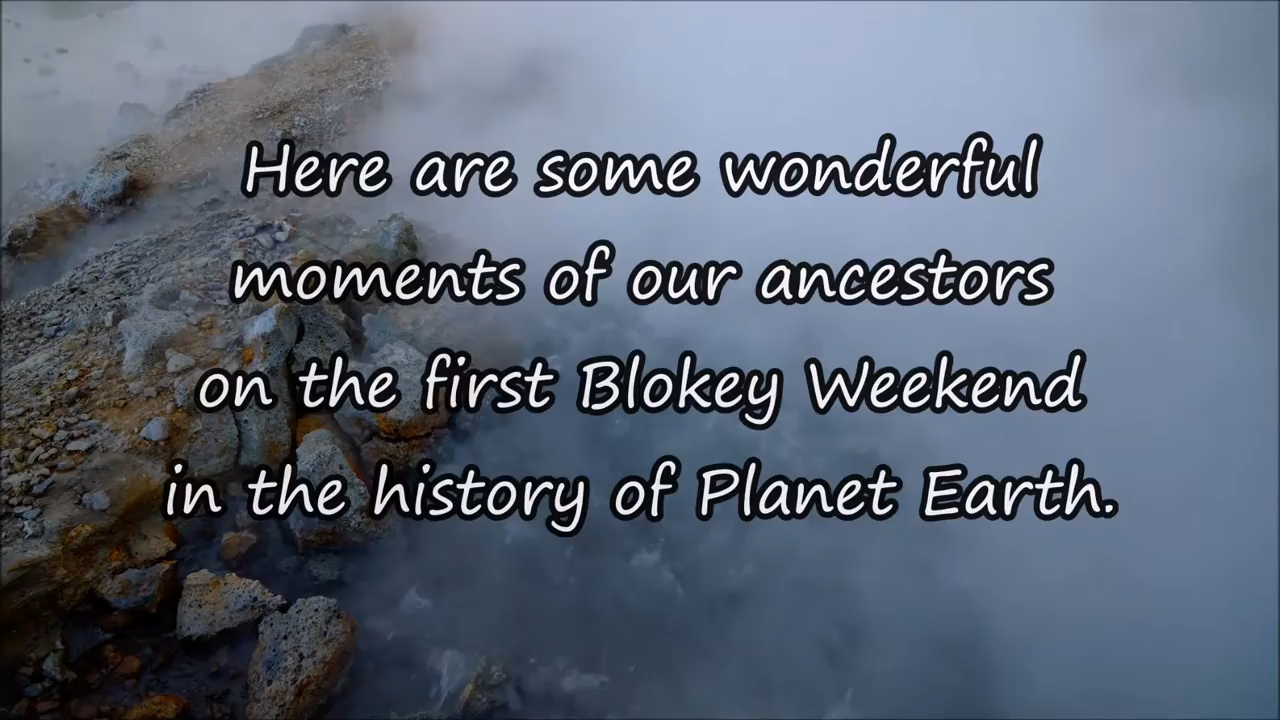 Here are some wonderful
moments of our ancestors
on the first Blokey Weekend
in the history of Planet Earth.